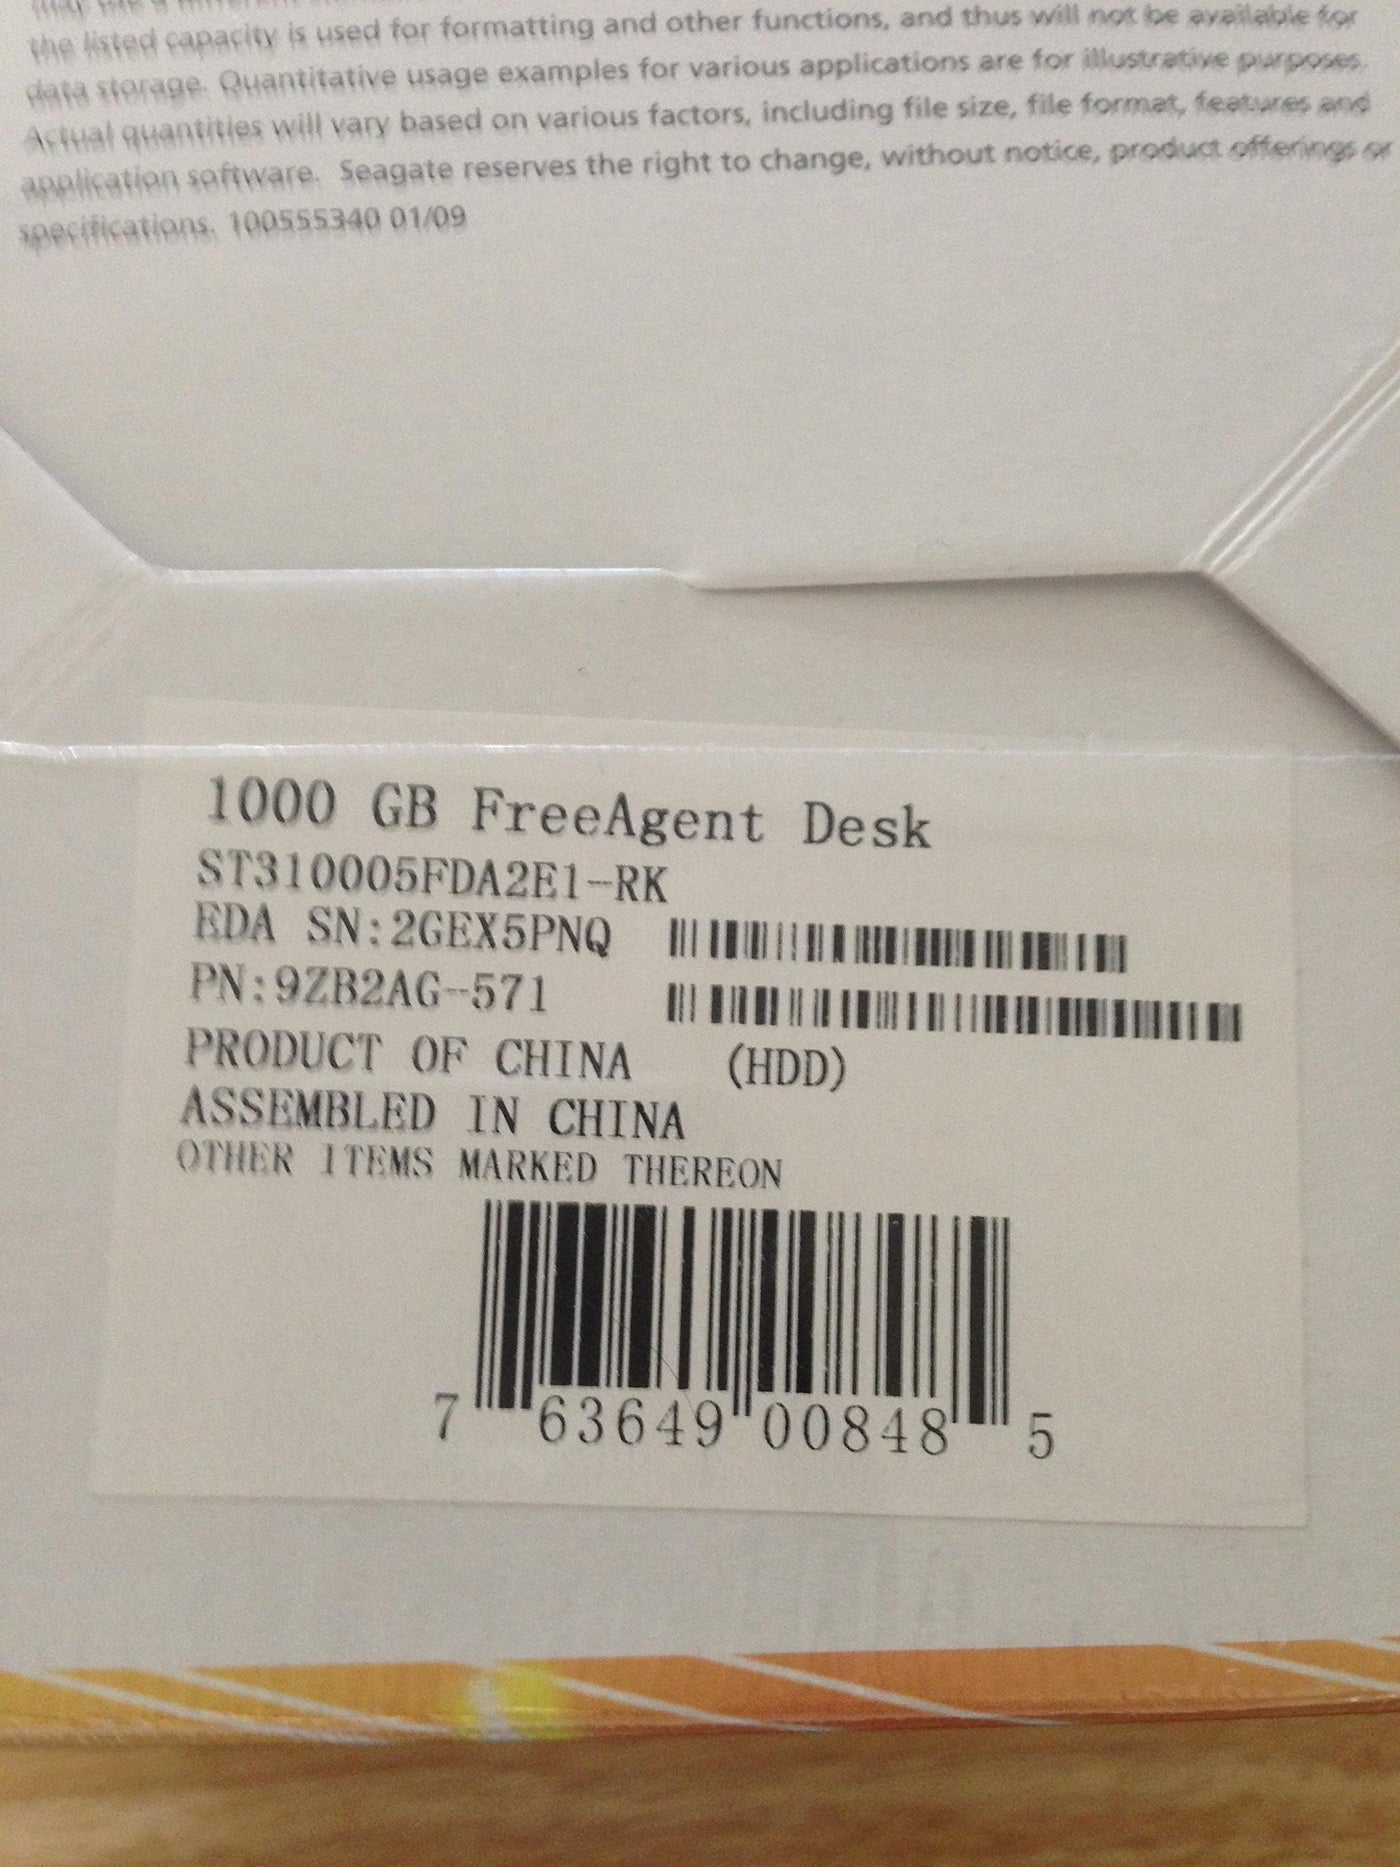 the listed capacity is used for formatting and other functions, and thus will not be available for
data storage. Quantitative usage examples for various applications are for illustrative purposes.
Actual quantities will vary based on various factors, including file size, file format, features and
application software. Seagate reserves the right to change, without notice, product offerings or
specifications. 100555340 01/09
1000 GB FreeAgent Desk
ST310005FDA2E1-RK
EDA SN:2GEX5PNQ
PN:9ZB2AG-571
PRODUCT OF CHINA (HDD)
ASSEMBLED IN CHINA
OTHER ITEMS MARKED THEREON
7 63649 00848 5